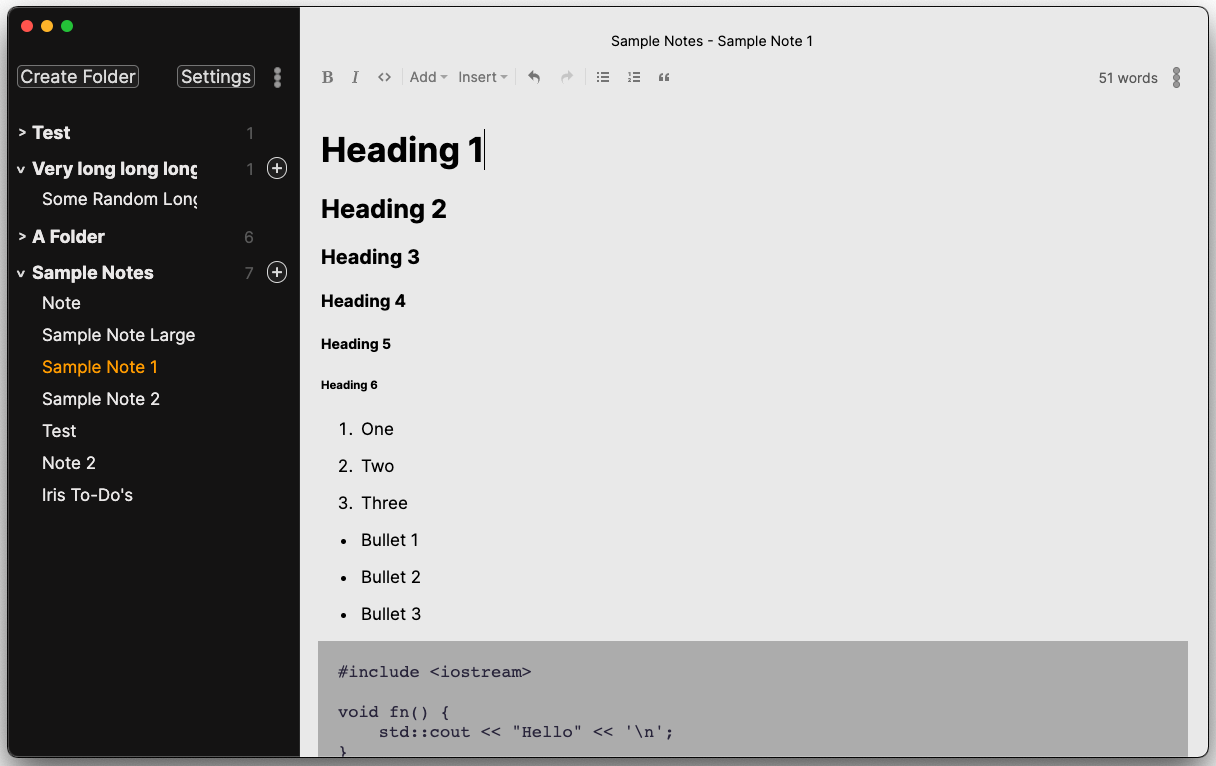 Create Folder Settings
> Test 1
v Very long long long 1 +
Some Random Long
> A Folder 6
v Sample Notes 7 +
Note
Sample Note Large
Sample Note 1
Sample Note 2
Test
Note 2
Iris To-Do's
Sample Notes - Sample Note 1
B I <> Add Insert 51 words
Heading 1
Heading 2
Heading 3
Heading 4
Heading 5
Heading 6
1. One
2. Two
3. Three
• Bullet 1
• Bullet 2
• Bullet 3
#include <iostream>
void fn() {
    std::cout << "Hello" << '\n';
}